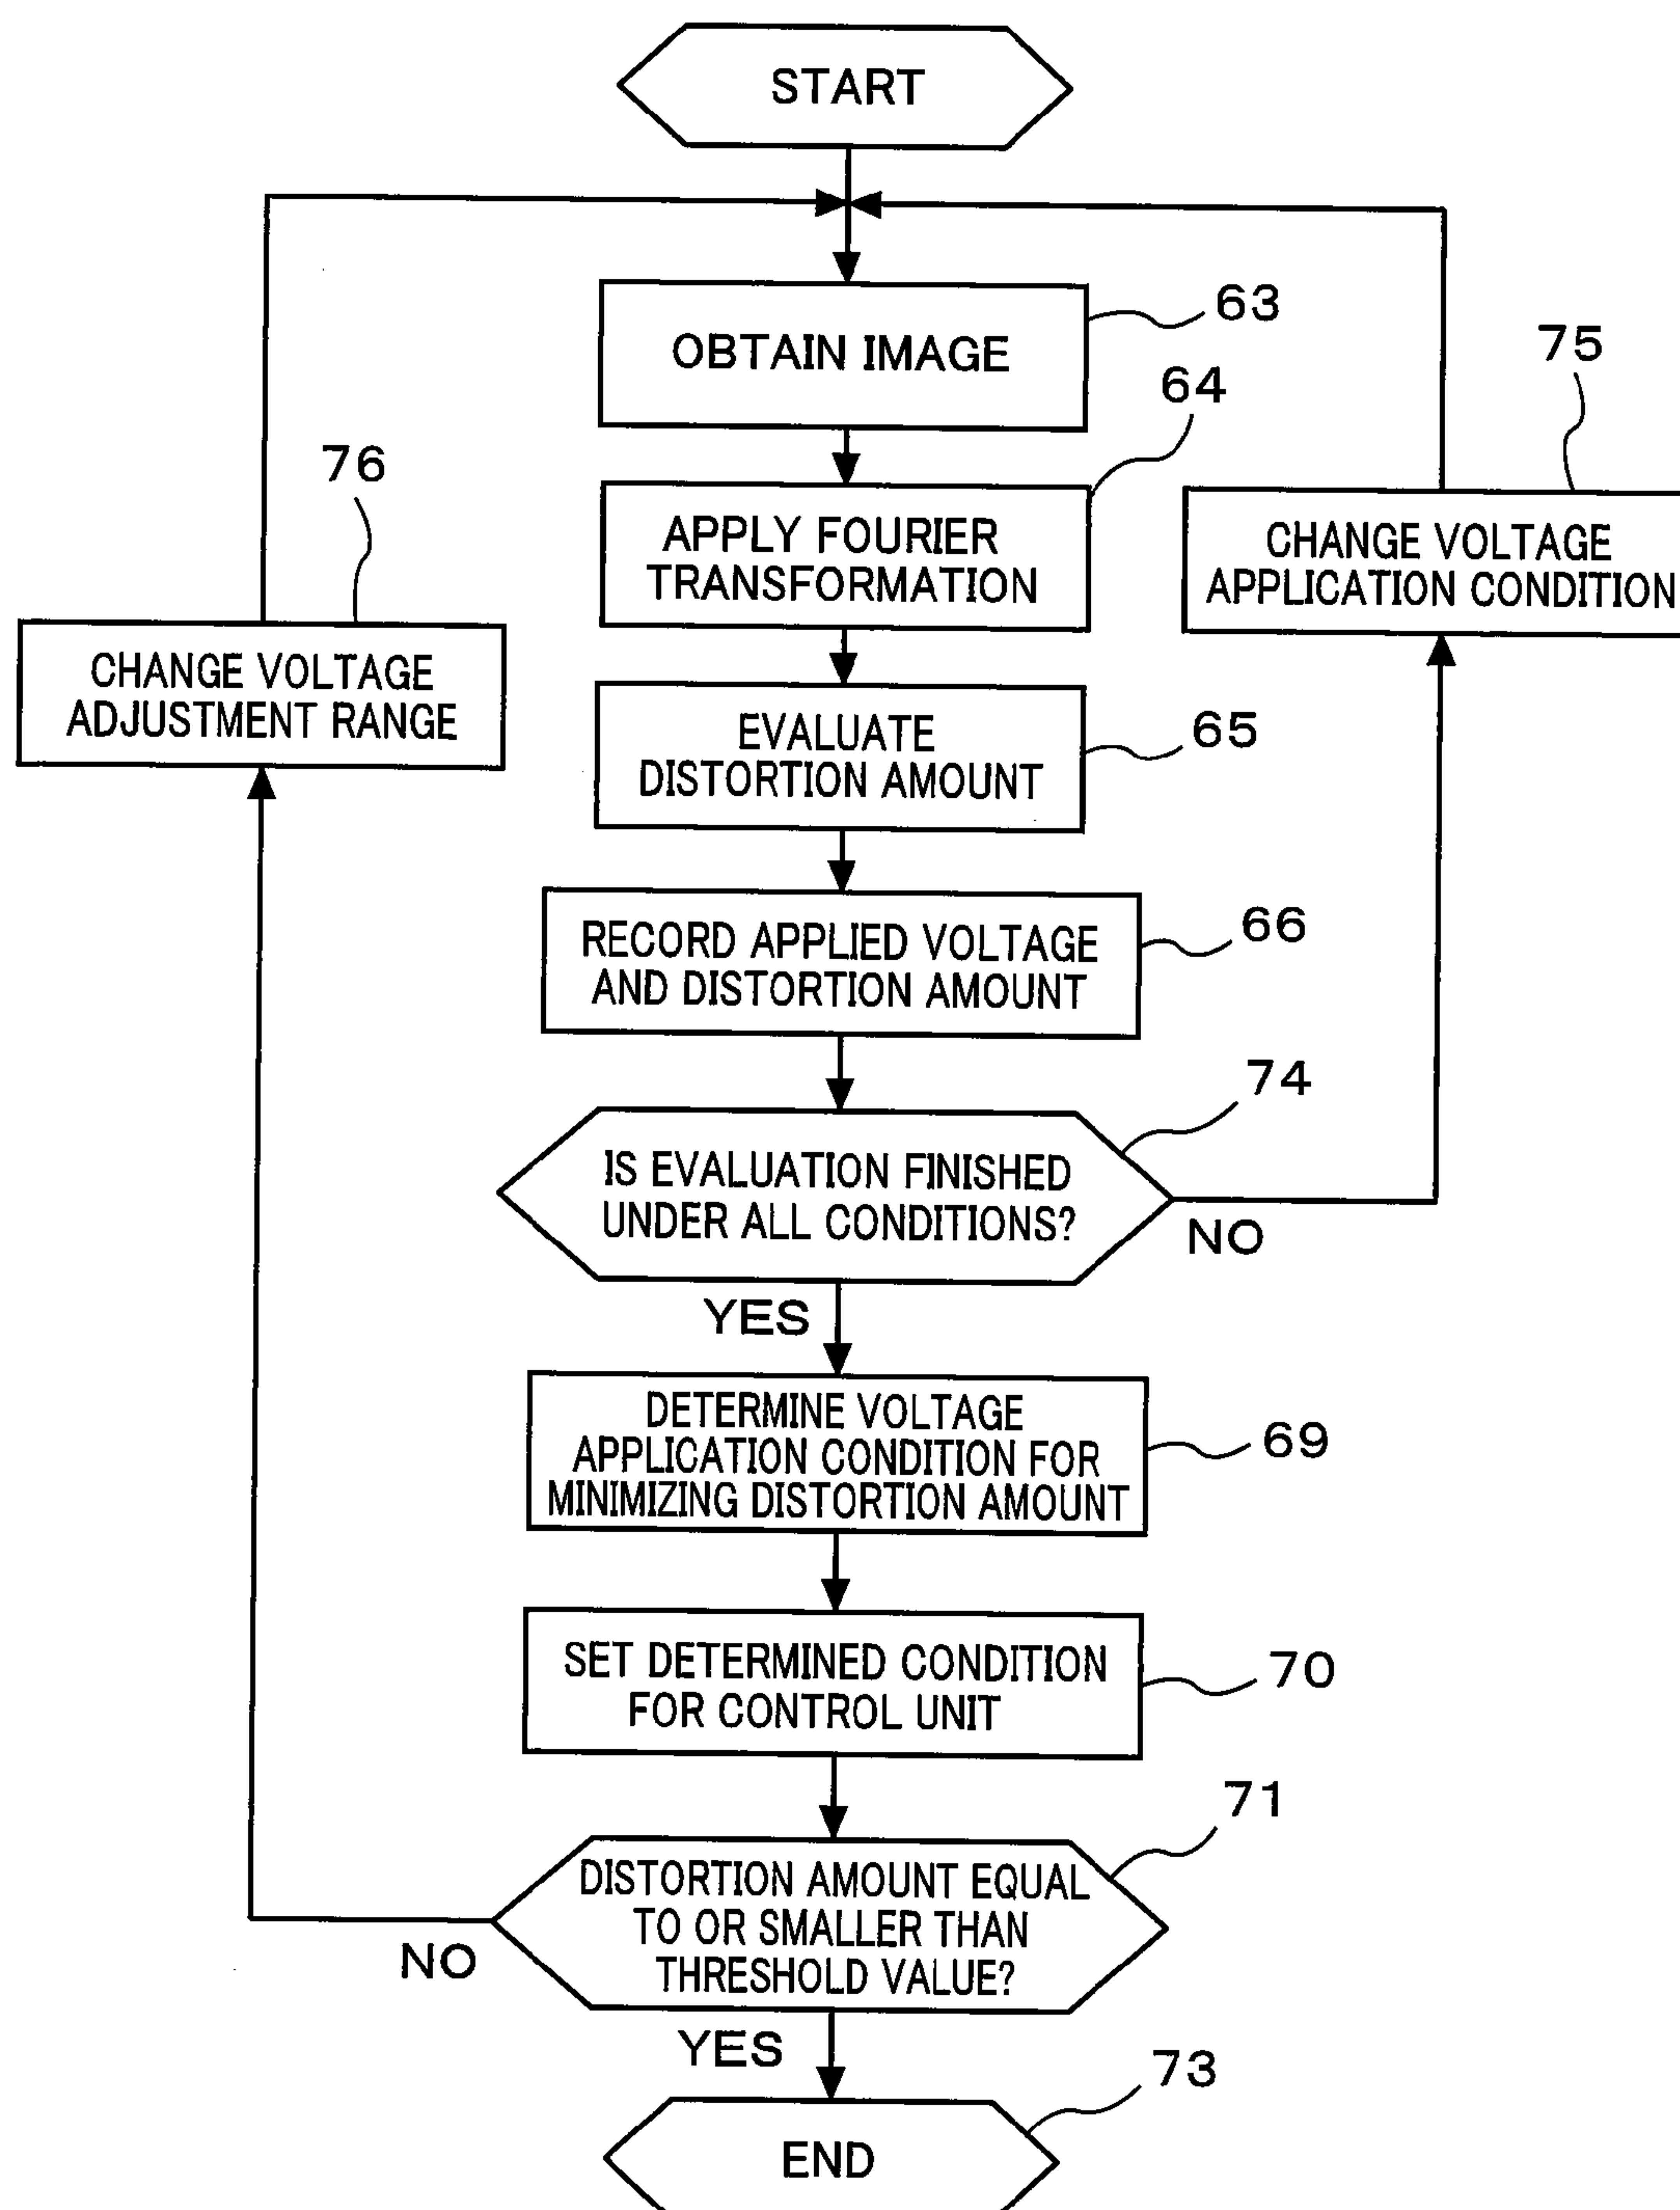 START
63
OBTAIN IMAGE
64
75
APPLY FOURIER
TRANSFORMATION
CHANGE VOLTAGE
APPLICATION CONDITION
76
CHANGE VOLTAGE
ADJUSTMENT RANGE
EVALUATE
DISTORTION AMOUNT
65
RECORD APPLIED VOLTAGE
AND DISTORTION AMOUNT
66
74
IS EVALUATION FINISHED
UNDER ALL CONDITIONS?
NO
YES
DETERMINE VOLTAGE
APPLICATION CONDITION FOR
MINIMIZING DISTORTION AMOUNT
69
SET DETERMINED CONDITION
FOR CONTROL UNIT
70
71
DISTORTION AMOUNT EQUAL
TO OR SMALLER THAN
THRESHOLD VALUE?
NO
YES
73
END